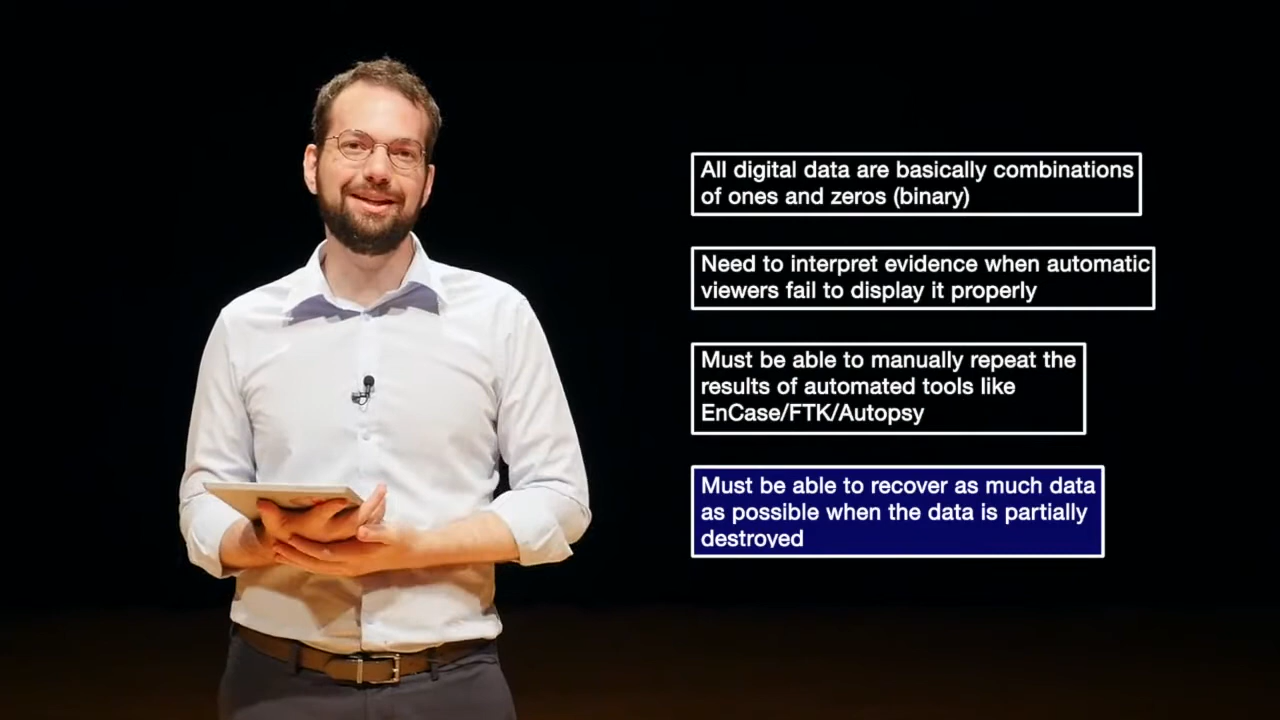 All digital data are basically combinations
of ones and zeros (binary)
Need to interpret evidence when automatic
viewers fail to display it properly
Must be able to manually repeat the
results of automated tools like
EnCase/FTK/Autopsy
Must be able to recover as much data
as possible when the data is partially
destroyed